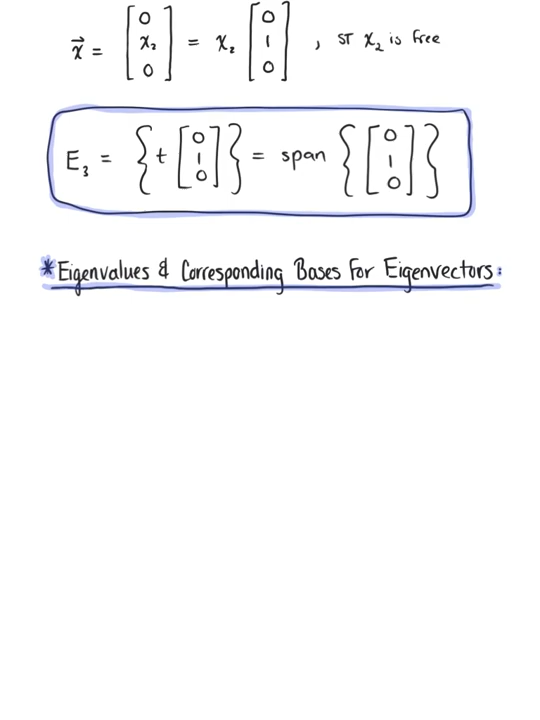 x⃗ = [0 x₂ 0] = x₂ [0 1 0] , ST x₂ is free
E₃ = {t [0 1 0]} = span {[0 1 0]}
*Eigenvalues & Corresponding Bases For Eigenvectors: